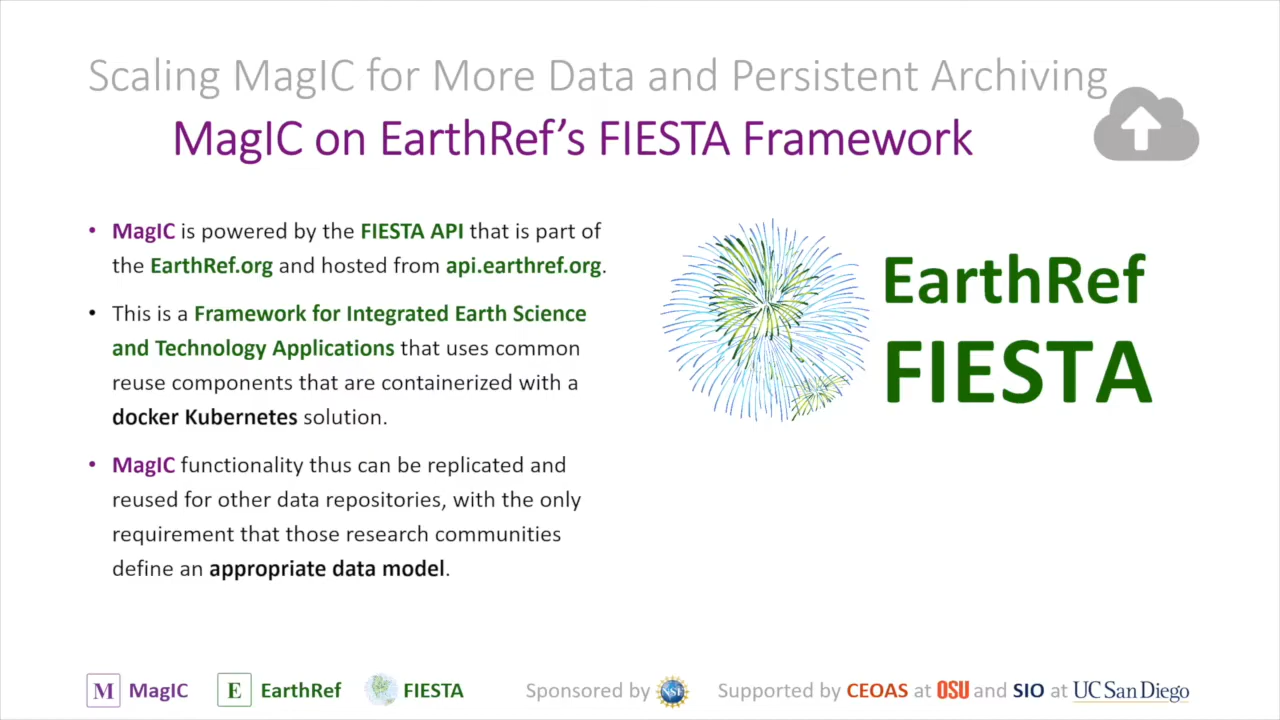 Scaling MagIC for More Data and Persistent Archiving
MagIC on EarthRef's FIESTA Framework
• MagIC is powered by the FIESTA API that is part of
the EarthRef.org and hosted from api.earthref.org.
• This is a Framework for Integrated Earth Science
and Technology Applications that uses common
reuse components that are containerized with a
docker Kubernetes solution.
• MagIC functionality thus can be replicated and
reused for other data repositories, with the only
requirement that those research communities
define an appropriate data model.
EarthRef
FIESTA
M MagIC E EarthRef FIESTA Sponsored by NSF Supported by CEOAS at OSU and SIO at UC San Diego